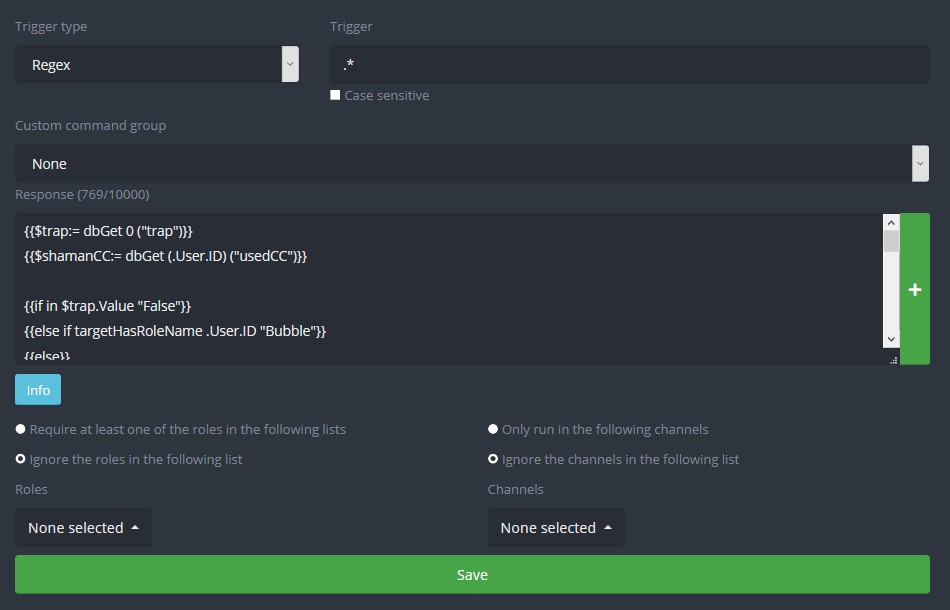 Trigger type
Trigger
Regex
.*
Case sensitive
Custom command group
None
Response (769/10000)
{{$trap:= dbGet 0 ("trap")}}
{{$shamanCC:= dbGet (.User.ID) ("usedCC")}}
{{if in $trap.Value "False"}}
{{else if targetHasRoleName .User.ID "Bubble"}}
{{else}}
+
Info
Require at least one of the roles in the following lists
Only run in the following channels
Ignore the roles in the following list
Ignore the channels in the following list
Roles
Channels
None selected
None selected
Save